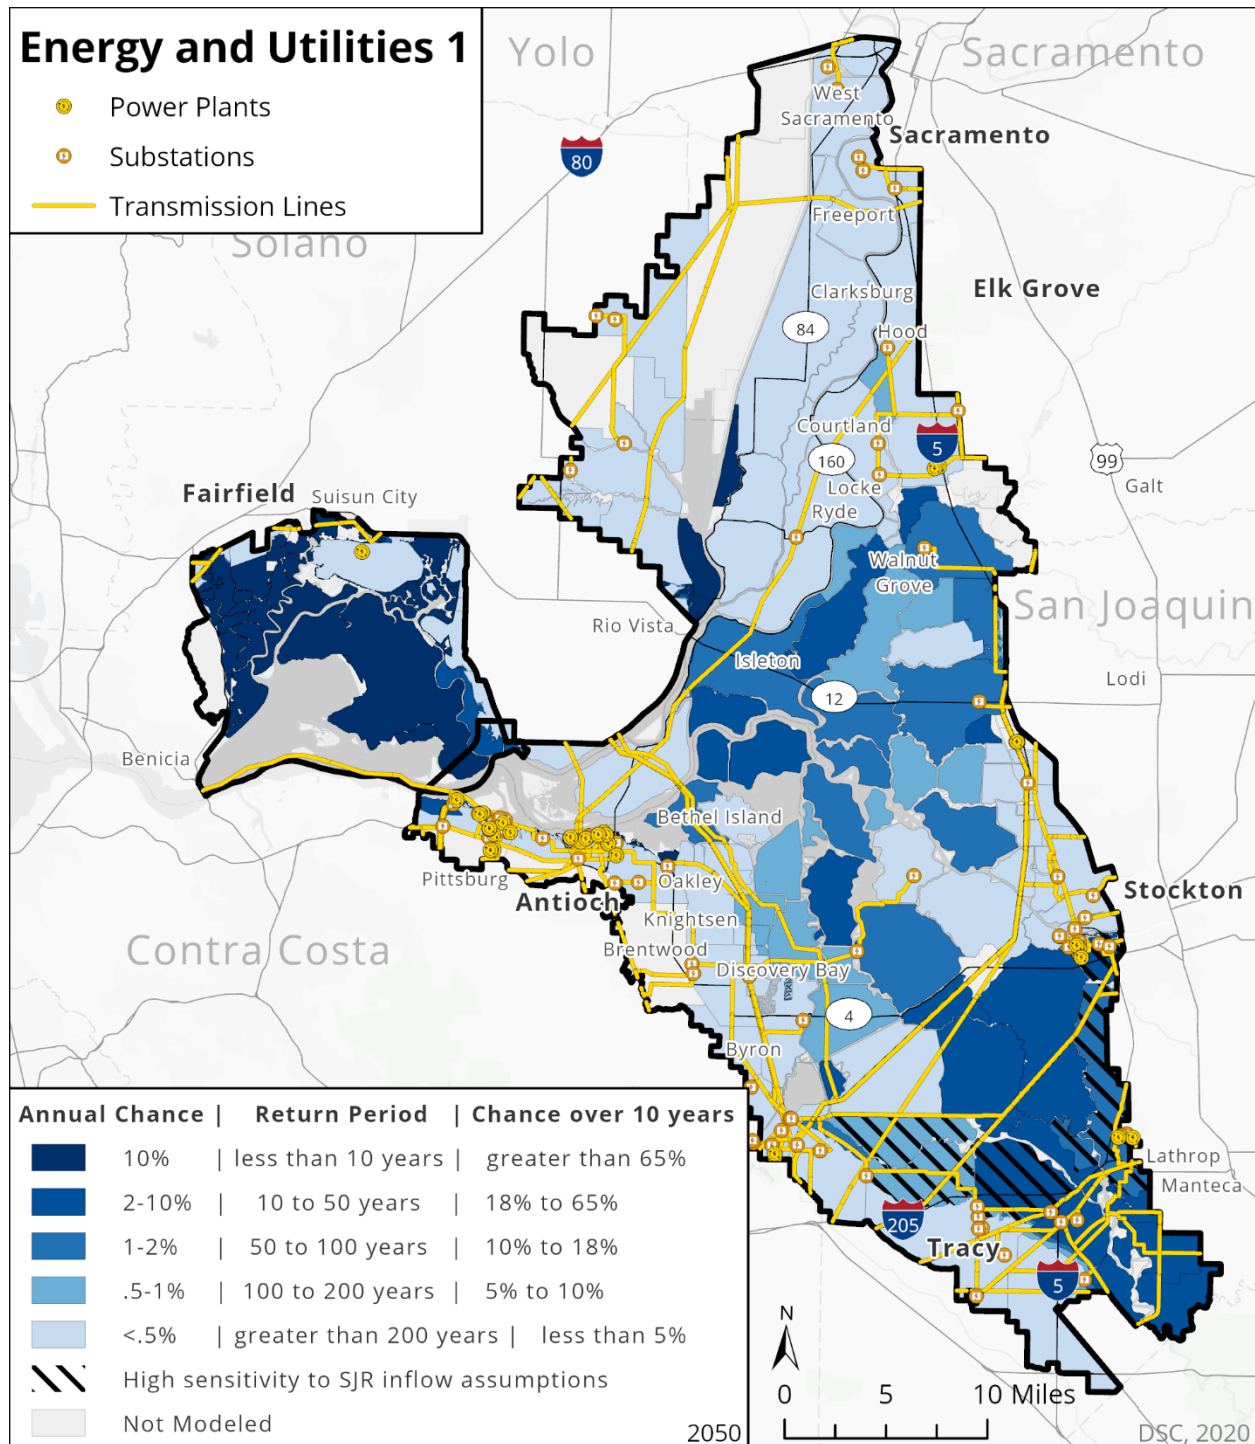 Energy and Utilities 1
Power Plants
Substations
Transmission Lines
Yolo
Sacramento
80
West
Sacramento
Sacramento
Solano
Freeport
Elk Grove
Clarksburg
84
Hood
Courtland
5
160
99
Galt
Locke
Ryde
Fairfield
Suisun City
Walnut
Grove
San Joaquin
Rio Vista
Isleton
Lodi
12
Benicia
Bethel Island
Pittsburg
Oakley
Antioch
Stockton
Knightsen
Brentwood
Contra Costa
Discovery Bay
4
Byron
Annual Chance | Return Period | Chance over 10 years
10% | less than 10 years | greater than 65%
2-10% | 10 to 50 years | 18% to 65%
1-2% | 50 to 100 years | 10% to 18%
.5-1% | 100 to 200 years | 5% to 10%
<.5% | greater than 200 years | less than 5%
High sensitivity to SJR inflow assumptions
Not Modeled
Lathrop
Manteca
205
Tracy
5
N
0 5 10 Miles
2050
DSC, 2020